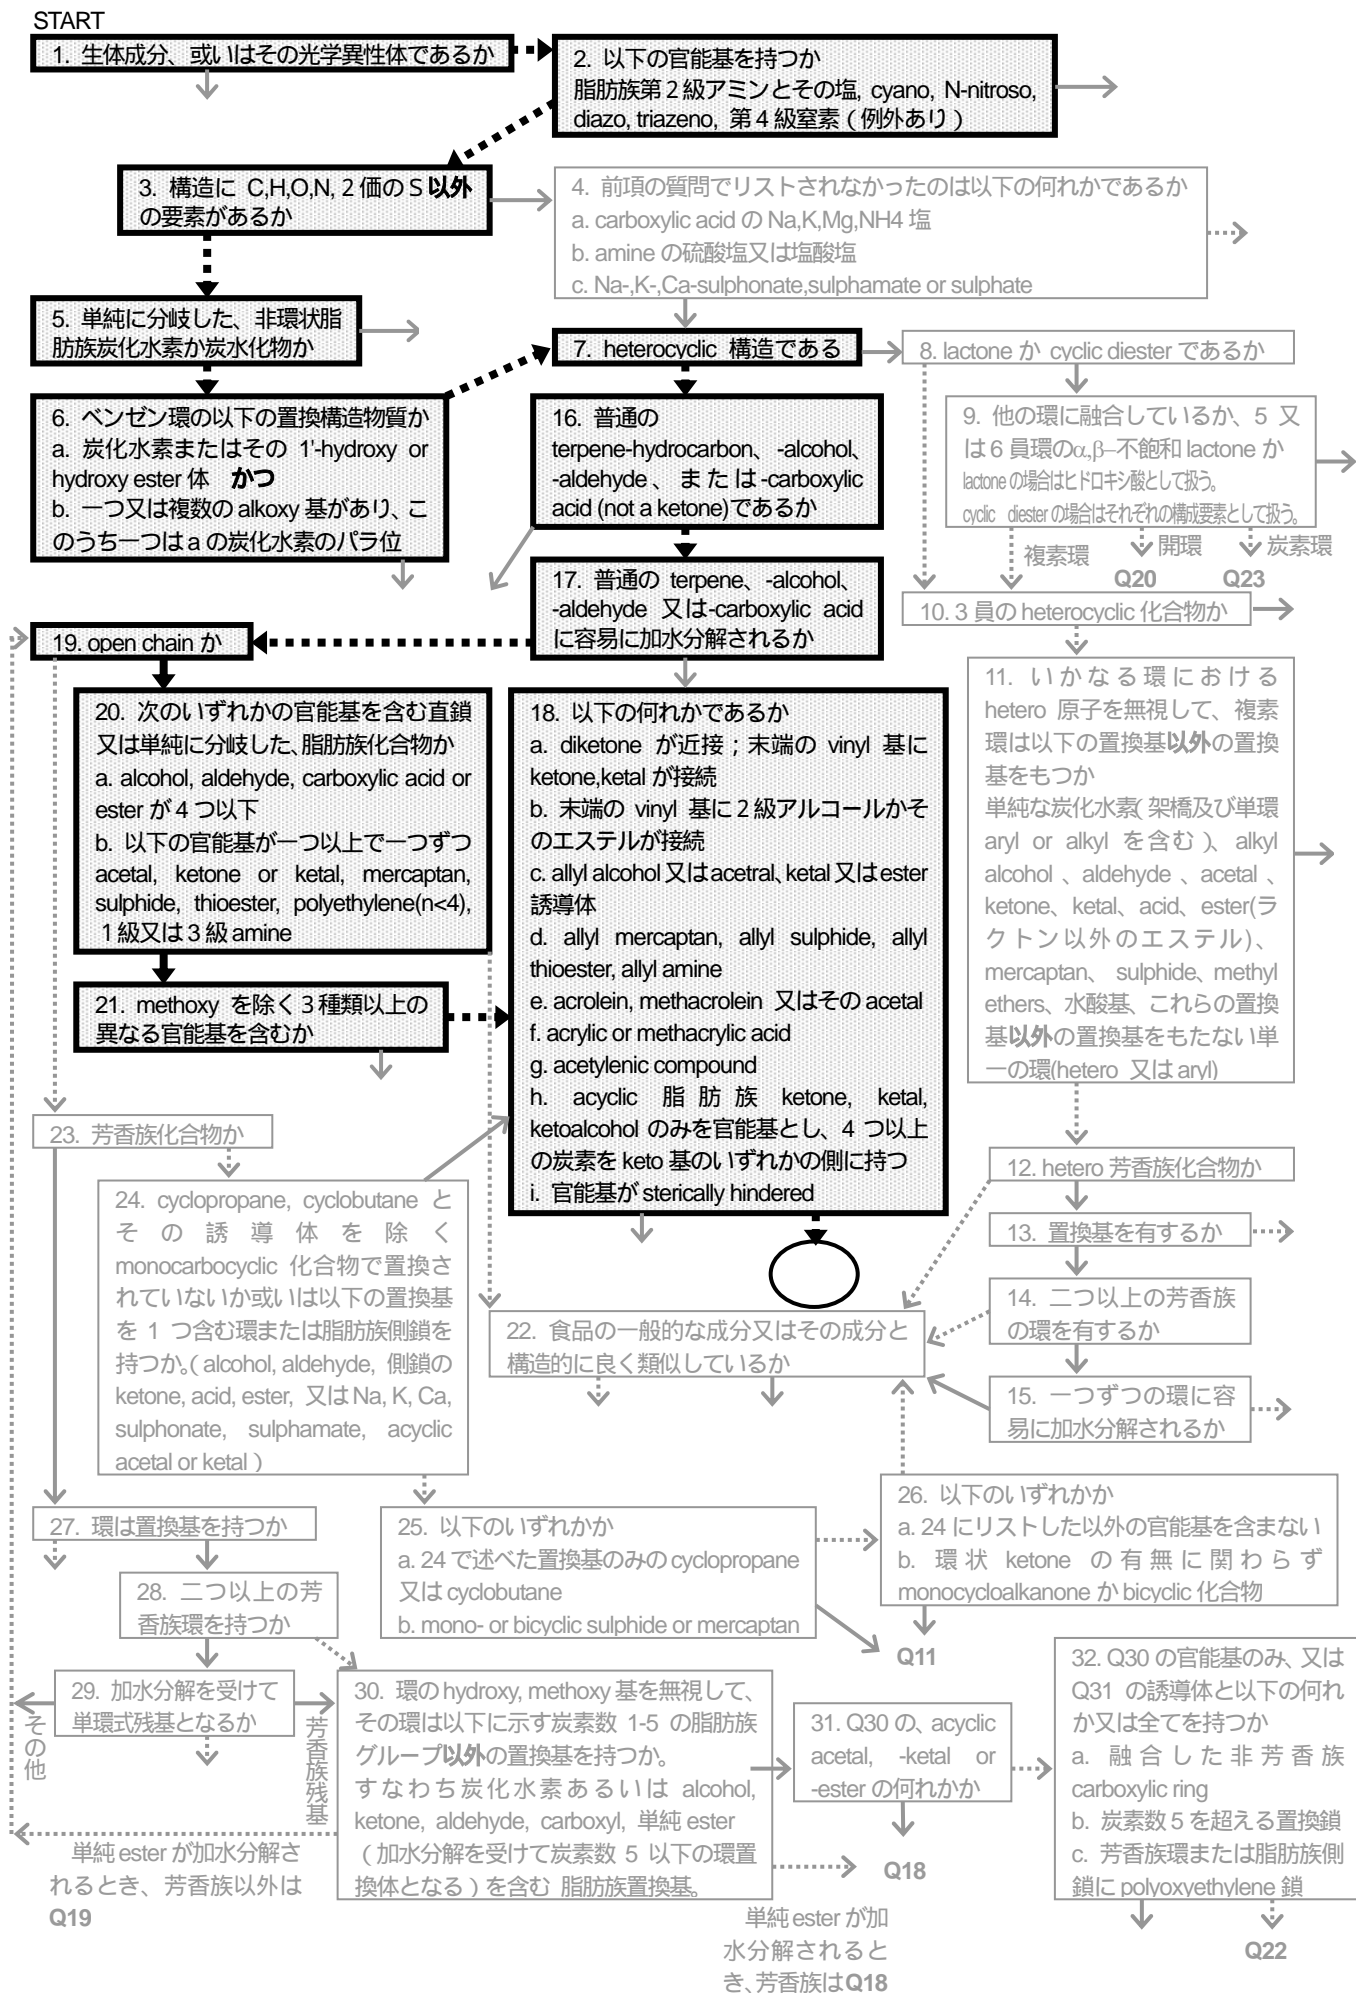 START
1. 生体成分、或いはその光学異性体であるか
2. 以下の官能基を持つか
脂肪族第2級アミンとその塩, cyano, N-nitroso,
diazo, triazeno, 第4級窒素（例外あり）
3. 構造に C,H,O,N, 2価のS以外
の要素があるか
4. 前項の質問でリストされなかったのは以下の何れかであるか
a. carboxylic acid の Na,K,Mg,NH4 塩
b. amine の硫酸塩又は塩酸塩
c. Na-,K-,Ca-sulphonate,sulphamate or sulphate
5. 単純に分岐した、非環状脂
肪族炭化水素か炭水化物か
7. heterocyclic 構造である
8. lactone か cyclic diester であるか
6. ベンゼン環の以下の置換構造物質か
a. 炭化水素またはその 1'-hydroxy or
hydroxy ester 体 かつ
b. 一つ又は複数の alkoxy 基があり、こ
のうち一つは a の炭化水素のパラ位
16. 普通の
terpene-hydrocarbon、-alcohol、
-aldehyde、または-carboxylic
acid (not a ketone)であるか
9. 他の環に融合しているか、5 又
は 6 員環のα,β–不飽和 lactone か
lactoneの場合はヒドロキシ酸として扱う。
cyclic diesterの場合はそれぞれの構成要素として扱う。
複素環
開環
炭素環
Q20
Q23
17. 普通の terpene、-alcohol、
-aldehyde 又は-carboxylic acid
に容易に加水分解されるか
10. 3 員の heterocyclic 化合物か
19. open chain か
11. いかなる環における
hetero 原子を無視して、複素
環は以下の置換基以外の置換
基をもつか
単純な炭化水素(架橋及び単環
aryl or alkyl を含む)、alkyl
alcohol、aldehyde、acetal、
ketone、ketal、acid、ester(ラ
クトン以外のエステル)、
mercaptan、sulphide、methyl
ethers、水酸基、これらの置換
基以外の置換基をもたない単
一の環(hetero 又は aryl)
20. 次のいずれかの官能基を含む直鎖
又は単純に分岐した、脂肪族化合物か
a. alcohol, aldehyde, carboxylic acid or
ester が 4 つ以下
b. 以下の官能基が一つ以上で一つずつ
acetal, ketone or ketal, mercaptan,
sulphide, thioester, polyethylene(n<4),
1級又は3級 amine
18. 以下の何れかであるか
a. diketone が近接；末端の vinyl 基に
ketone,ketal が接続
b. 末端の vinyl 基に2級アルコールかそ
のエステルが接続
c. allyl alcohol 又はacetral、ketal 又はester
誘導体
d. allyl mercaptan, allyl sulphide, allyl
thioester, allyl amine
e. acrolein, methacrolein 又はその acetal
f. acrylic or methacrylic acid
g. acetylenic compound
h. acyclic 脂肪族 ketone, ketal,
ketoalcohol のみを官能基とし、4 つ以上
の炭素を keto 基のいずれかの側に持つ
i. 官能基が sterically hindered
21. methoxy を除く3種類以上の
異なる官能基を含むか
23. 芳香族化合物か
12. hetero 芳香族化合物か
24. cyclopropane, cyclobutane と
その誘導体を除く
monocarbocyclic 化合物で置換さ
れていないか或いは以下の置換基
を 1 つ含む環または脂肪族側鎖を
持つか。(alcohol, aldehyde, 側鎖の
ketone, acid, ester, 又はNa, K, Ca,
sulphonate, sulphamate, acyclic
acetal or ketal )
13. 置換基を有するか
14. 二つ以上の芳香族
の環を有するか
22. 食品の一般的な成分又はその成分と
構造的に良く類似しているか
15. 一つずつの環に容
易に加水分解されるか
27. 環は置換基を持つか
25. 以下のいずれかか
a. 24 で述べた置換基のみの cyclopropane
又は cyclobutane
b. mono- or bicyclic sulphide or mercaptan
26. 以下のいずれかか
a. 24 にリストした以外の官能基を含まない
b. 環状 ketone の有無に関わらず
monocycloalkanone か bicyclic 化合物
28. 二つ以上の芳
香族環を持つか
Q11
29. 加水分解を受けて
単環式残基となるか
その他
芳香族残基
30. 環の hydroxy, methoxy 基を無視して、
その環は以下に示す炭素数 1-5 の脂肪族
グループ以外の置換基を持つか。
すなわち炭化水素あるいは alcohol,
ketone, aldehyde, carboxyl, 単純 ester
（加水分解を受けて炭素数 5 以下の環置
換体となる）を含む 脂肪族置換基。
31. Q30 の、acyclic
acetal, -ketal or
-ester の何れかか
32. Q30 の官能基のみ、又は
Q31 の誘導体と以下の何れ
か又は全てを持つか
a. 融合した非芳香族
carboxylic ring
b. 炭素数 5 を超える置換鎖
c. 芳香族環または脂肪族側
鎖に polyoxyethylene 鎖
Q18
単純 ester が加水分解さ
れるとき、芳香族以外は
Q19
単純 ester が加
水分解されると
き、芳香族はQ18
Q22